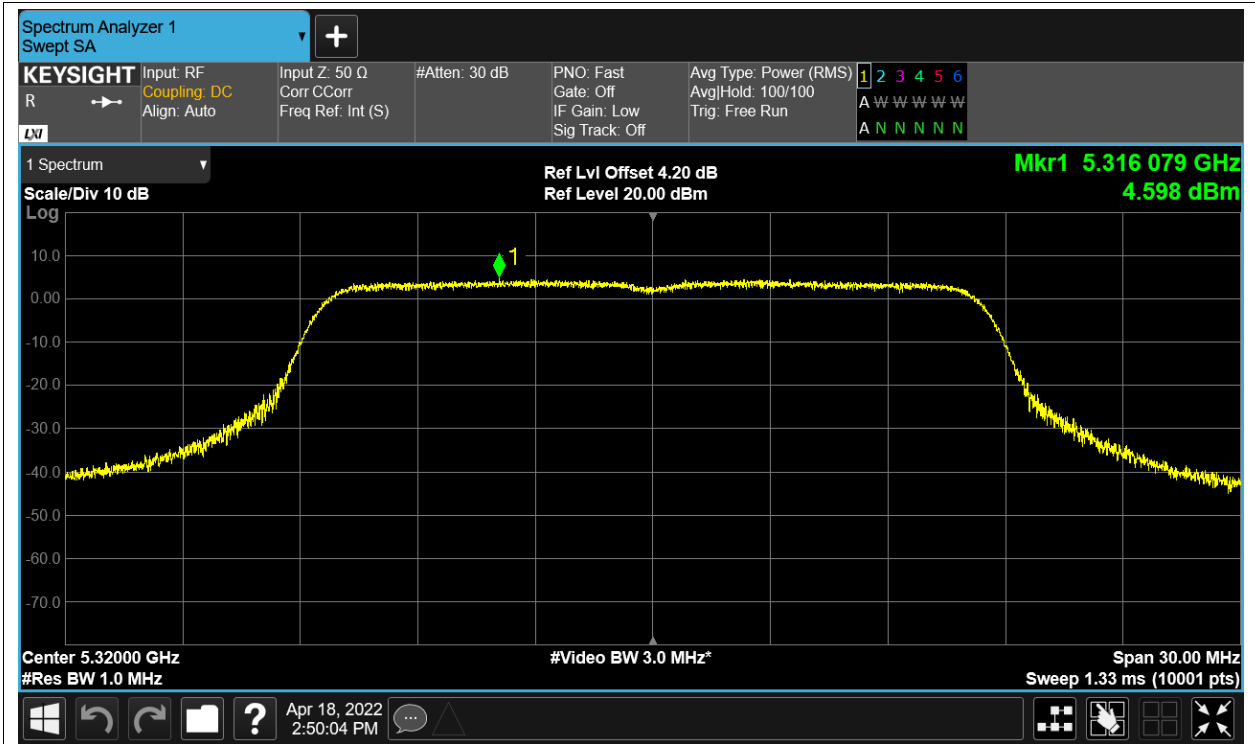 Spectrum Analyzer 1
Swept SA
+
KEYSIGHT
R
LXI
Input: RF
Coupling: DC
Align: Auto
Input Z: 50 Ω
Corr CCorr
Freq Ref: Int (S)
#Atten: 30 dB
PNO: Fast
Gate: Off
IF Gain: Low
Sig Track: Off
Avg Type: Power (RMS)
Avg|Hold: 100/100
Trig: Free Run
1 2 3 4 5 6
A W W W W W
A N N N N N
1 Spectrum
Scale/Div 10 dB
Log
Ref Lvl Offset 4.20 dB
Ref Level 20.00 dBm
Mkr1 5.316 079 GHz
4.598 dBm
1
10.0
0.00
-10.0
-20.0
-30.0
-40.0
-50.0
-60.0
-70.0
Center 5.32000 GHz
#Video BW 3.0 MHz*
Span 30.00 MHz
#Res BW 1.0 MHz
Sweep 1.33 ms (10001 pts)
?
Apr 18, 2022
2:50:04 PM